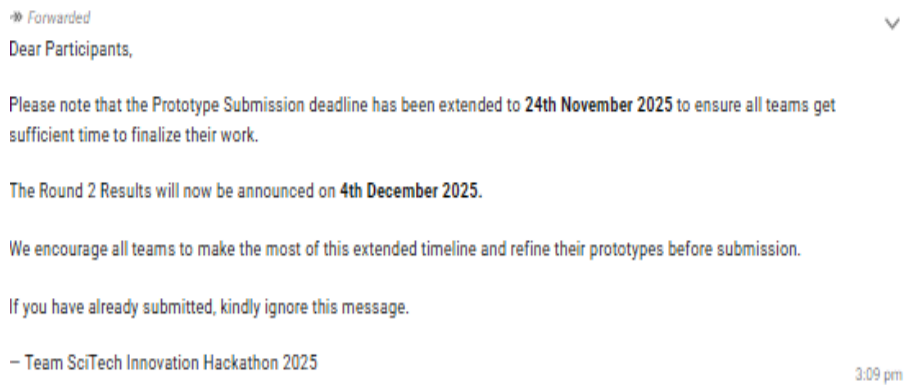 Forwarded
Dear Participants,
Please note that the Prototype Submission deadline has been extended to 24th November 2025 to ensure all teams get
sufficient time to finalize their work.
The Round 2 Results will now be announced on 4th December 2025.
We encourage all teams to make the most of this extended timeline and refine their prototypes before submission.
If you have already submitted, kindly ignore this message.
– Team SciTech Innovation Hackathon 2025
3:09 pm